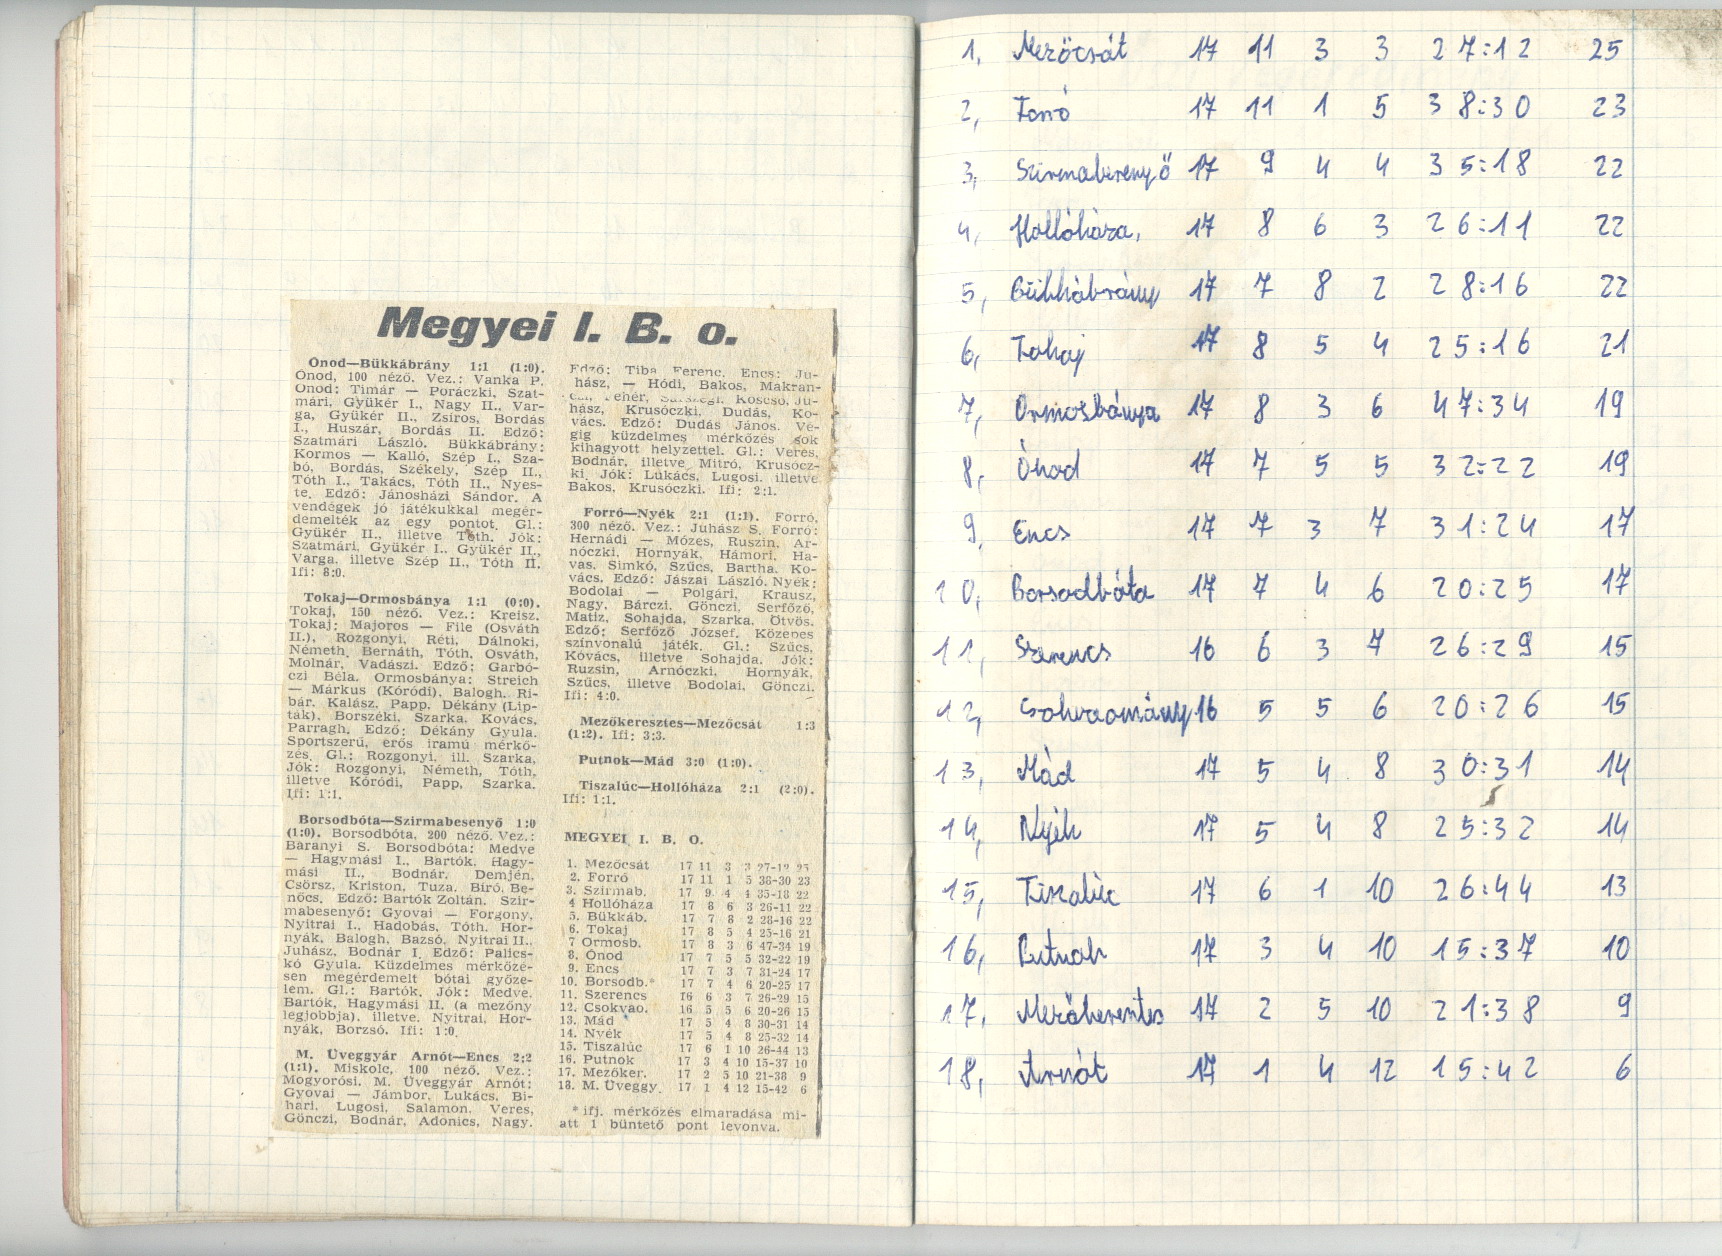 Megyei I. B. o.
Ónod—Bükkábrány 1:1 (1:0).
Ónod, 100 néző. Vez.: Vanka P.
Ónod: Timár — Poráczki, Szat-
mári, Gyükér I., Nagy II., Var-
ga, Gyükér II., Zsiros, Bordás
I., Huszár, Bordás II. Edző:
Szatmári László. Bükkábrány:
Kormos — Kalló, Szép I., Sza-
bó, Bordás, Székely, Szép II.,
Tóth I., Takács, Tóth II., Nyes-
te. Edző: Jánosházi Sándor. A
vendégek jó játékukkal megér-
demelték az egy pontot. Gl.:
Gyükér II., illetve Tóth. Jók:
Szatmári, Gyükér I., Gyükér II.,
Varga, illetve Szép II., Tóth II.
Ifi: 8:0.
Tokaj—Ormosbánya 1:1 (0:0).
Tokaj, 150 néző. Vez.: Kreisz.
Tokaj: Majoros — File (Osváth
II.), Rozgonyi, Réti, Dálnoki,
Németh, Bernáth, Tóth, Osváth,
Molnár, Vadászi. Edző: Garbó-
czi Béla. Ormosbánya: Streich
— Márkus (Kóródi), Balogh, Ri-
bár, Kalász, Papp, Dékány (Lip-
ták), Borszéki, Szarka, Kovács,
Parragh. Edző: Dékány Gyula.
Sportszerű, erős iramú mérkő-
zés. Gl.: Rozgonyi, ill. Szarka,
Jók: Rozgonyi, Németh, Tóth,
illetve Kóródi, Papp, Szarka.
Ifi: 1:1.
Borsodbóta—Szirmabesenyő 1:0
(1:0). Borsodbóta, 200 néző. Vez.:
Baranyi S. Borsodbóta: Medve
— Hagymási I., Bartók, Hagy-
mási II., Bodnár, Demjén,
Csörsz, Kriston, Tuza, Biró, Be-
nőcs. Edző: Bartók Zoltán. Szir-
mabesenyő: Gyovai — Forgony,
Nyitrai I., Hadobás, Tóth, Hor-
nyák, Balogh, Bazsó, Nyitrai II.,
Juhász, Bodnár I. Edző: Palics-
kó Gyula. Küzdelmes mérkőzé-
sen megérdemelt bótai győze-
lem. Gl.: Bartók. Jók: Medve,
Bartók, Hagymási II. (a mezőny
legjobbja), illetve, Nyitrai, Hor-
nyák, Borzsó. Ifi: 1:0.
M. Üveggyár Arnót—Encs 2:2
(1:1). Miskolc, 100 néző. Vez.:
Mogyorósi. M. Üveggyár Arnót:
Gyovai — Jámbor, Lukács, Bi-
hari, Lugosi, Salamon, Veres,
Gönczi, Bodnár, Adonics, Nagy.
Edző: Tiba Ferenc. Encs: Ju-
hász, — Hódi, Bakos, Makran-
Fehér, Koscsó, Ju-
hász, Krusóczki, Dudás, Ko-
vács. Edző: Dudás János. Vé-
gig küzdelmes mérkőzés sok
kihagyott helyzettel. Gl.: Veres,
Bodnár, illetve Mitró, Krusócz-
ki. Jók: Lukács, Lugosi, illetve
Bakos, Krusóczki. Ifi: 2:1.
Forró—Nyék 2:1 (1:1). Forró,
300 néző. Vez.: Juhász S. Forró:
Hernádi — Mózes, Ruszin, Ar-
nóczki, Hornyák, Hámori, Ha-
vas, Simkó, Szűcs, Bartha, Ko-
vács. Edző: Jászai László. Nyék:
Bodolai — Polgári, Krausz,
Nagy, Bárczi, Gönczi, Serfőző,
Matiz, Sohajda, Szarka, Ötvös.
Edző: Serfőző József. Közepes
színvonalú játék. Gl.: Szűcs,
Kovács, illetve Sohajda. Jók:
Ruzsin, Arnóczki, Hornyák,
Szűcs, illetve Bodolai, Gönczi.
Ifi: 4:0.
Mezőkeresztes—Mezőcsát 1:3
(1:2). Ifi: 3:3.
Putnok—Mád 3:0 (1:0).
Tiszalúc—Hollóháza 2:1 (2:0).
Ifi: 1:1.
MEGYEI I. B. O.
1. Mezőcsát 17 11 3 3 27-12 25
2. Forró 17 11 1 5 38-30 23
3. Szirmab. 17 9 4 4 35-18 22
4 Hollóháza 17 8 6 3 26-11 22
5. Bükkáb. 17 7 8 2 28-16 22
6. Tokaj 17 8 5 4 25-16 21
7 Ormosb. 17 8 3 6 47-34 19
8. Ónod 17 7 5 5 32-22 19
9. Encs 17 7 3 7 31-24 17
10. Borsodb.* 17 7 4 6 20-25 17
11. Szerencs 16 6 3 7 26-29 15
12. Csokvao. 16 5 5 6 20-26 15
13. Mád 17 5 4 8 30-31 14
14. Nyék 17 5 4 8 25-32 14
15. Tiszalúc 17 6 1 10 26-44 13
16. Putnok 17 3 4 10 15-37 10
17. Mezőker. 17 2 5 10 21-38 9
18. M. Üveggy. 17 1 4 12 15-42 6
* ifj. mérkőzés elmaradása mi-
att 1 büntető pont levonva.
1, Mezőcsát 17 11 3 3 27:12 25
2, Forró 17 11 1 5 38:30 23
3, Szirmabesenyő 17 9 4 4 35:18 22
4, Hollóháza, 17 8 6 3 26:11 22
5, Bükkábrány 17 7 8 2 28:16 22
6, Tokaj 17 8 5 4 25:16 21
7, Ormosbánya 17 8 3 6 47:34 19
8, Ónod 17 7 5 5 32:22 19
9, Encs 17 7 3 7 31:24 17
10, Borsodbóta 17 7 4 6 20:25 17
11, Szerencs 16 6 3 7 26:29 15
12, Csokvaomány 16 5 5 6 20:26 15
13, Mád 17 5 4 8 30:31 14
14, Nyék 17 5 4 8 25:32 14
15, Tiszalúc 17 6 1 10 26:44 13
16, Putnok 17 3 4 10 15:37 10
17, Mezőkeresztes 17 2 5 10 21:38 9
18, Arnót 17 1 4 12 15:42 6